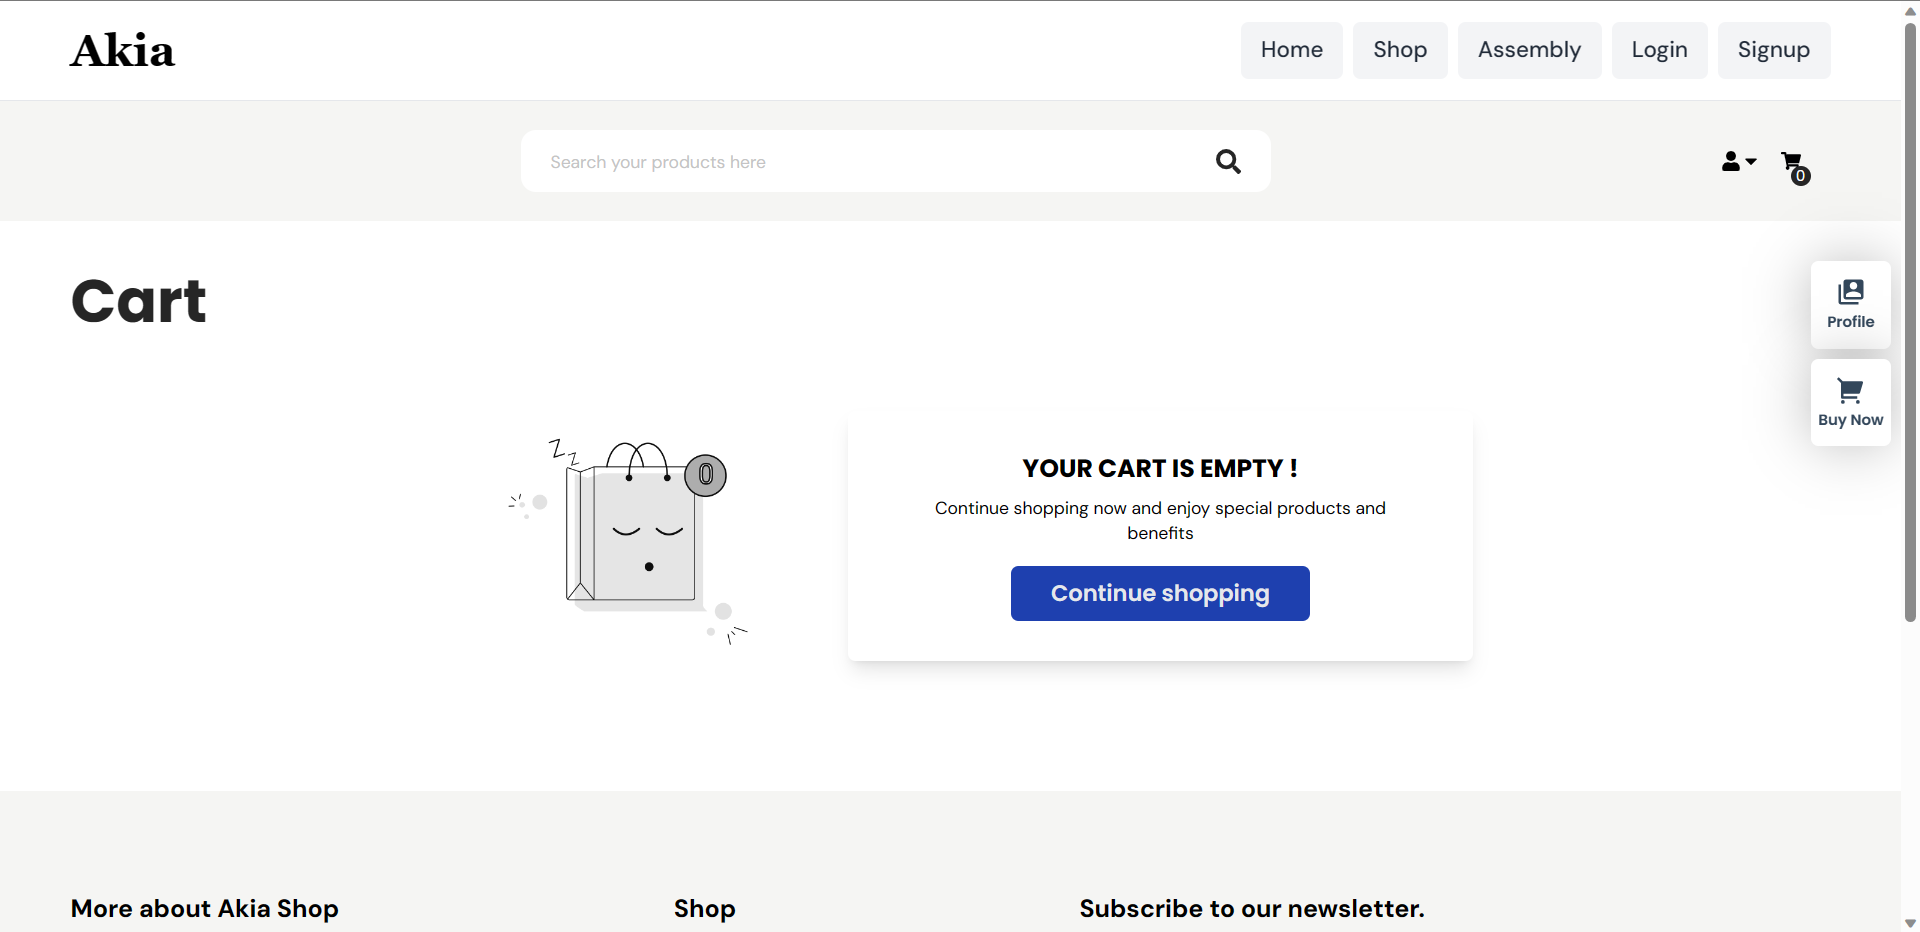 Akia
Home
Shop
Assembly
Login
Signup
Search your products here
0
Cart
Profile
Buy Now
Z
Z
0
YOUR CART IS EMPTY !
Continue shopping now and enjoy special products and
benefits
Continue shopping
More about Akia Shop
Shop
Subscribe to our newsletter.